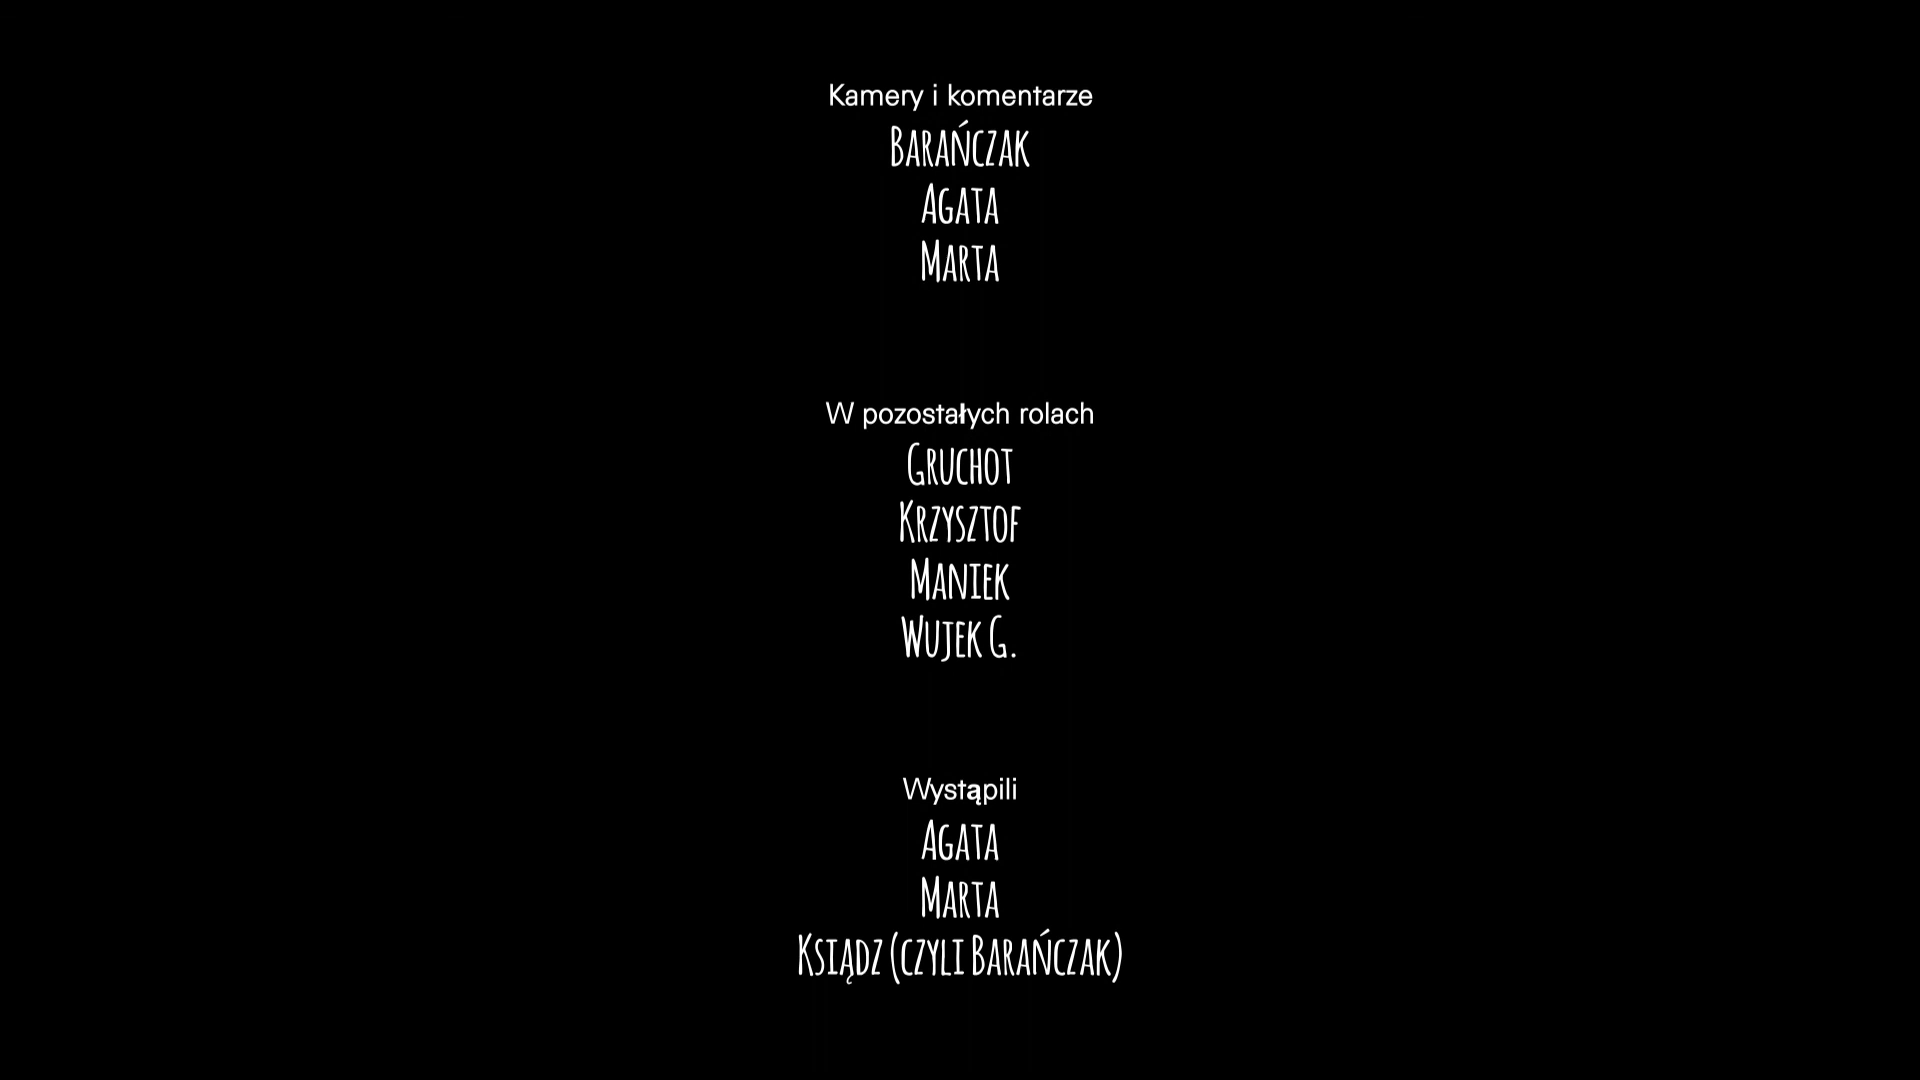 Kamery i komentarze
Barańczak
Agata
Marta
W pozostałych rolach
Gruchot
Krzysztof
Maniek
Wujek G.
Wystąpili
Agata
Marta
Ksiądz (czyli Barańczak)